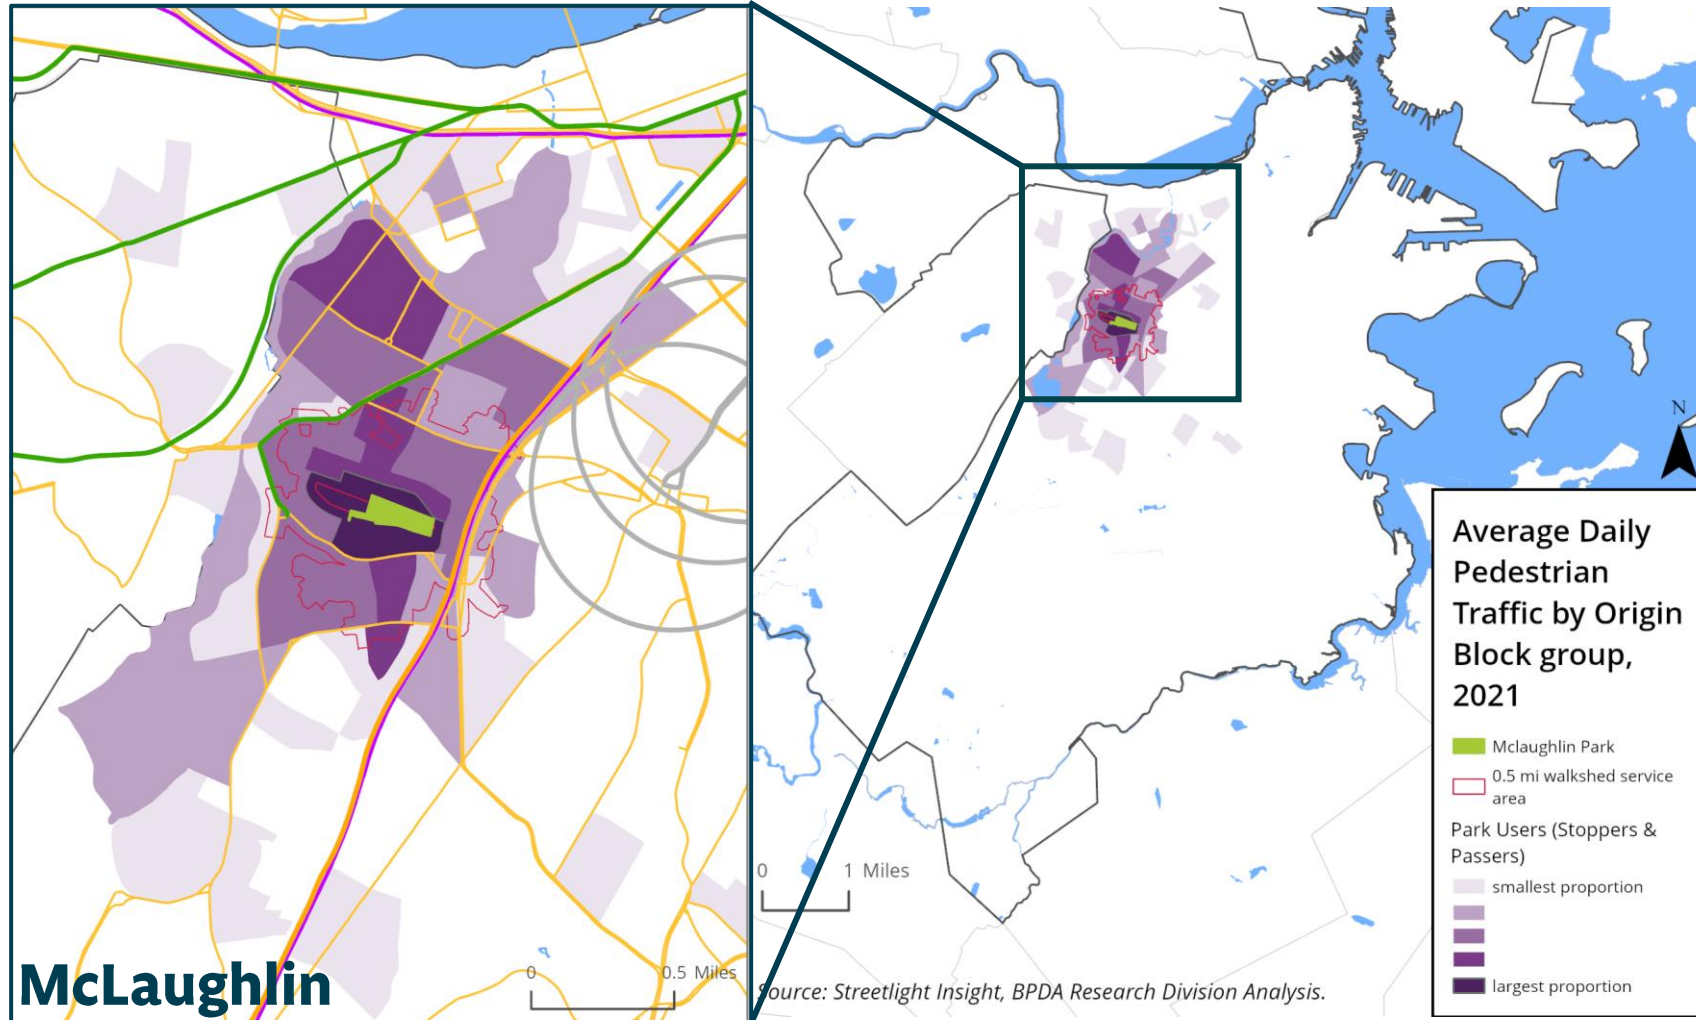 McLaughlin
0 0.5 Miles
0 1 Miles
Source: Streetlight Insight, BPDA Research Division Analysis.
N
Average Daily
Pedestrian
Traffic by Origin
Block group,
2021
Mclaughlin Park
0.5 mi walkshed service
area
Park Users (Stoppers &
Passers)
smallest proportion
largest proportion